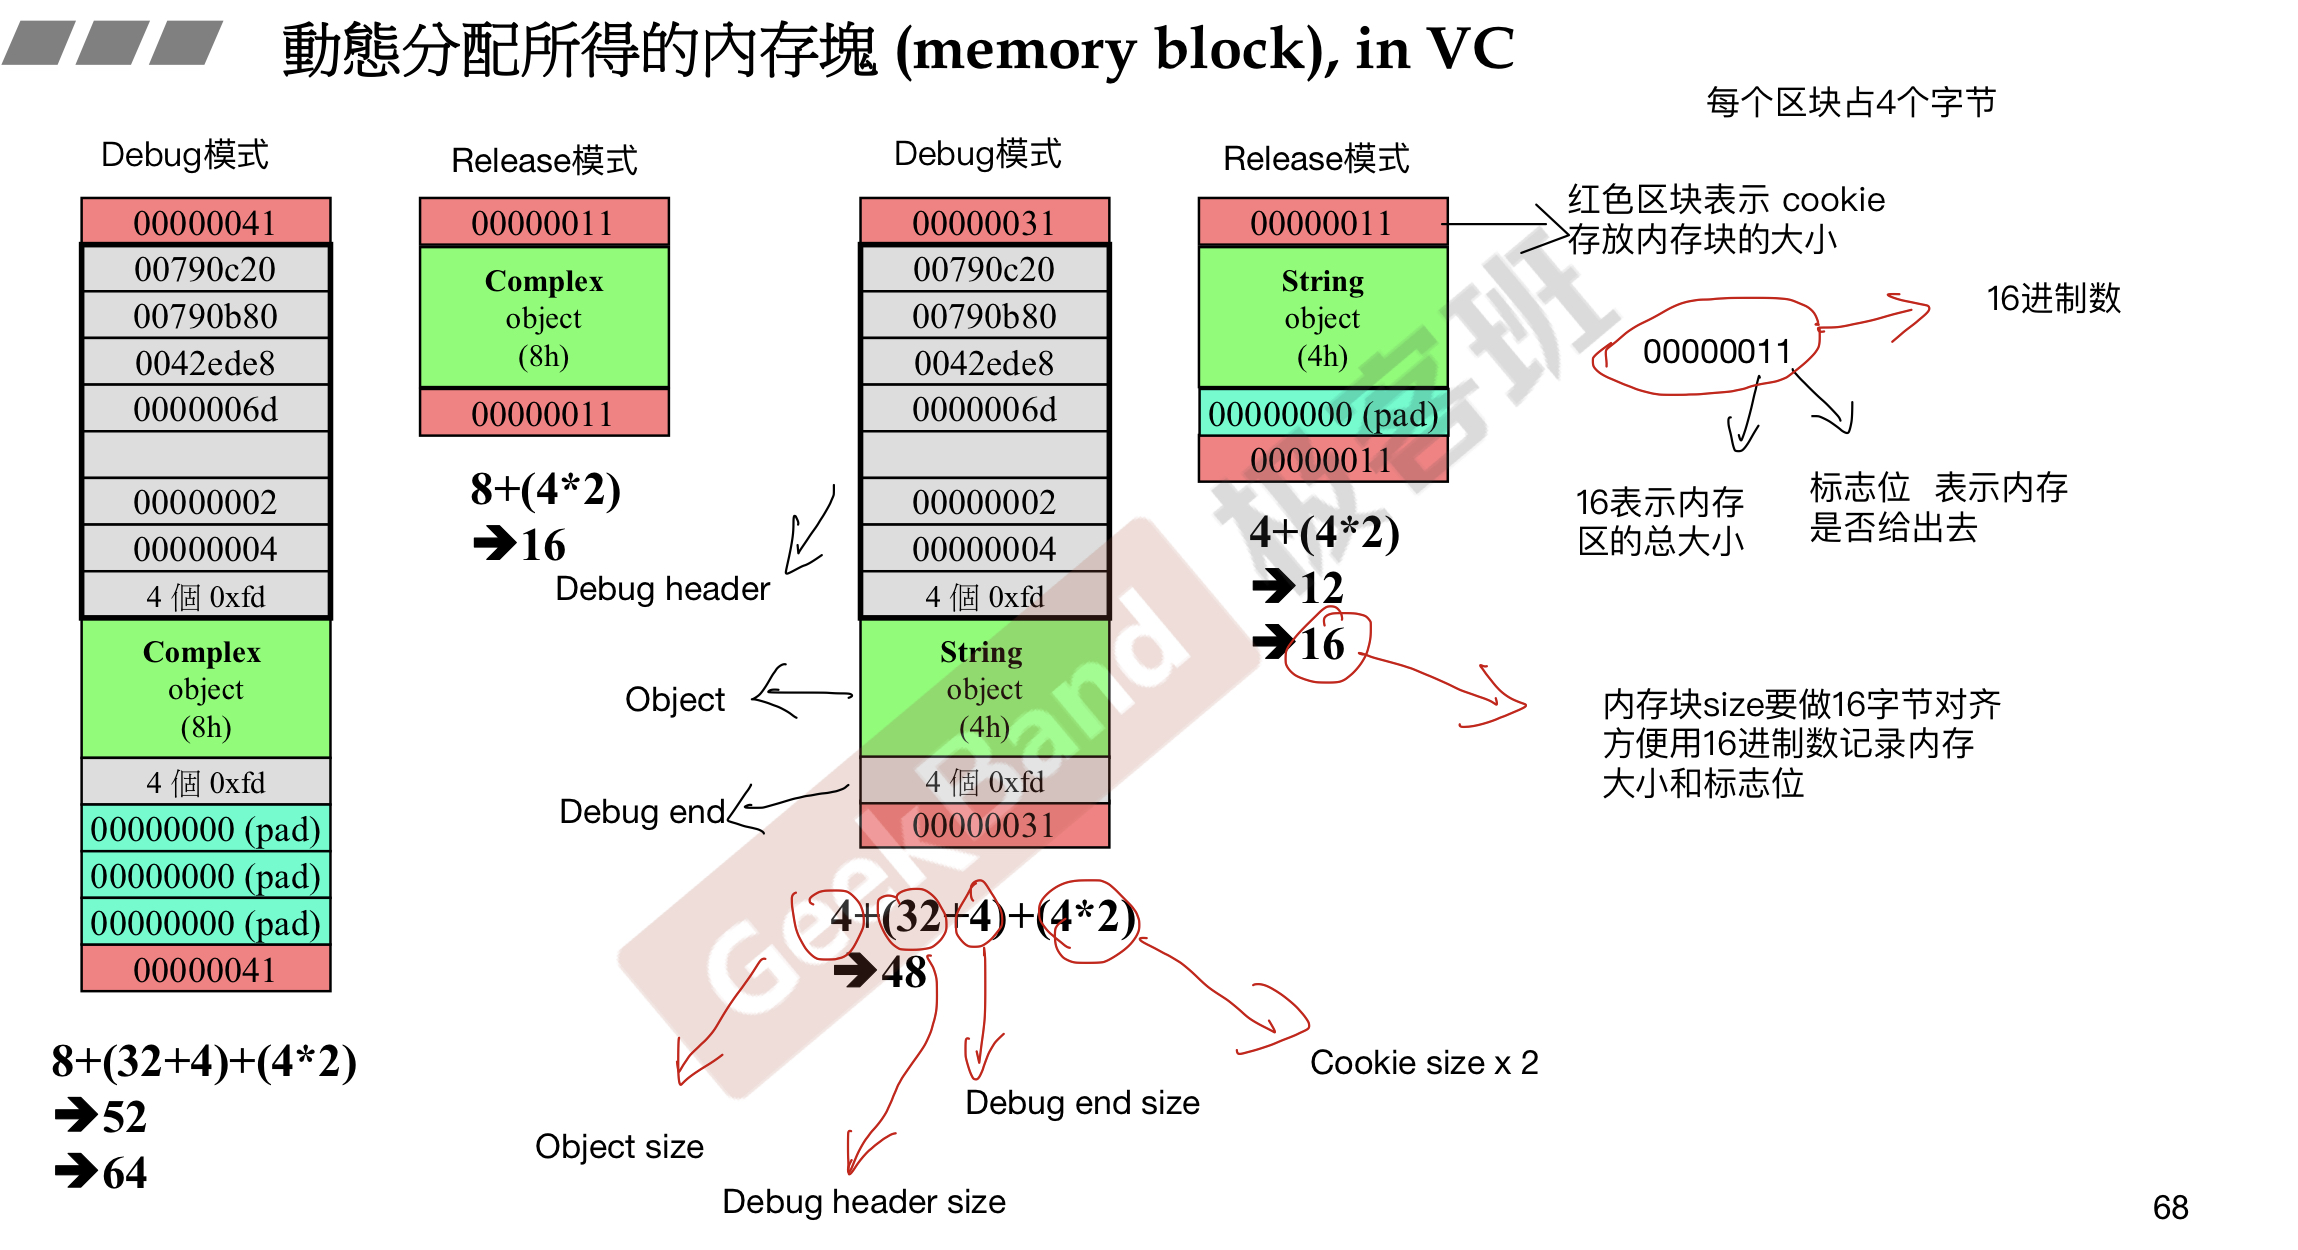 動態分配所得的內存塊 (memory block), in VC
每个区块占4个字节
Debug模式
00000041
00790c20
00790b80
0042ede8
0000006d
00000002
00000004
4 個 0xfd
Complex
object
(8h)
4 個 0xfd
00000000 (pad)
00000000 (pad)
00000000 (pad)
00000041
8+(32+4)+(4*2)
➔52
➔64
Release模式
00000011
Complex
object
(8h)
00000011
8+(4*2)
➔16
Debug header
Object
Debug end
Debug模式
00000031
00790c20
00790b80
0042ede8
0000006d
00000002
00000004
4 個 0xfd
String
object
(4h)
4 個 0xfd
00000031
4+(32+4)+(4*2)
➔48
Object size
Debug header size
Debug end size
Cookie size x 2
Release模式
00000011
String
object
(4h)
00000000 (pad)
00000011
4+(4*2)
➔12
➔16
红色区块表示 cookie
存放内存块的大小
16进制数
00000011
16表示内存
区的总大小
标志位 表示内存
是否给出去
内存块size要做16字节对齐
方便用16进制数记录内存
大小和标志位
GeekBand
极客班
68